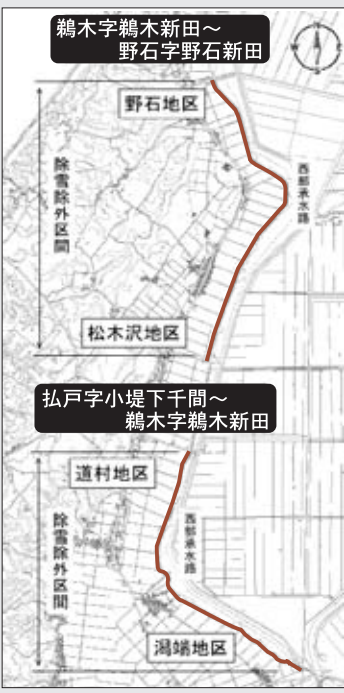 鵜木字鵜木新田～
野石字野石新田
野石地区
除雪除外区間
西部承水路
松木沢地区
払戸字小堤下千間～
鵜木字鵜木新田
道村地区
除雪除外区間
西部承水路
潟端地区